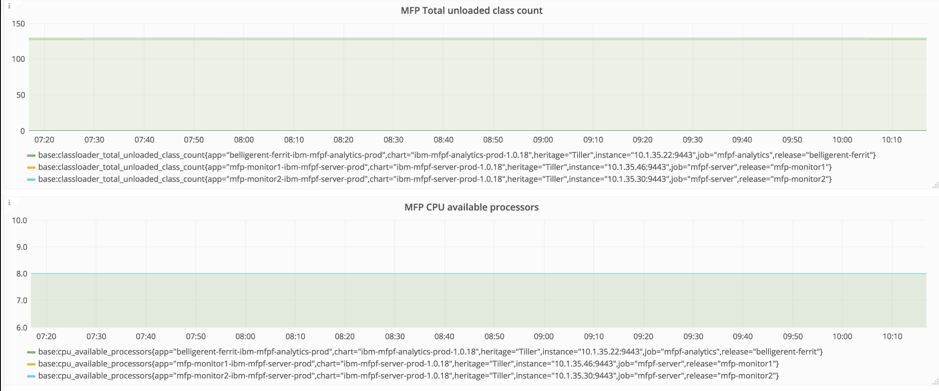 MFP Total unloaded class count
150
100
50
0
07:20 07:30 07:40 07:50 08:00 08:10 08:20 08:30 08:40 08:50 09:00 09:10 09:20 09:30 09:40 09:50 10:00 10:10
base:classloader_total_unloaded_class_count{app="belligerent-ferrit-ibm-mfpf-analytics-prod",chart="ibm-mfpf-analytics-prod-1.0.18",heritage="Tiller",instance="10.1.35.22:9443",job="mfpf-analytics",release="belligerent-ferrit"}
base:classloader_total_unloaded_class_count{app="mfp-monitor1-ibm-mfpf-server-prod",chart="ibm-mfpf-server-prod-1.0.18",heritage="Tiller",instance="10.1.35.46:9443",job="mfpf-server",release="mfp-monitor1"}
base:classloader_total_unloaded_class_count{app="mfp-monitor2-ibm-mfpf-server-prod",chart="ibm-mfpf-server-prod-1.0.18",heritage="Tiller",instance="10.1.35.30:9443",job="mfpf-server",release="mfp-monitor2"}
MFP CPU available processors
10.0
9.0
8.0
7.0
6.0
07:20 07:30 07:40 07:50 08:00 08:10 08:20 08:30 08:40 08:50 09:00 09:10 09:20 09:30 09:40 09:50 10:00 10:10
base:cpu_available_processors{app="belligerent-ferrit-ibm-mfpf-analytics-prod",chart="ibm-mfpf-analytics-prod-1.0.18",heritage="Tiller",instance="10.1.35.22:9443",job="mfpf-analytics",release="belligerent-ferrit"}
base:cpu_available_processors{app="mfp-monitor1-ibm-mfpf-server-prod",chart="ibm-mfpf-server-prod-1.0.18",heritage="Tiller",instance="10.1.35.46:9443",job="mfpf-server",release="mfp-monitor1"}
base:cpu_available_processors{app="mfp-monitor2-ibm-mfpf-server-prod",chart="ibm-mfpf-server-prod-1.0.18",heritage="Tiller",instance="10.1.35.30:9443",job="mfpf-server",release="mfp-monitor2"}